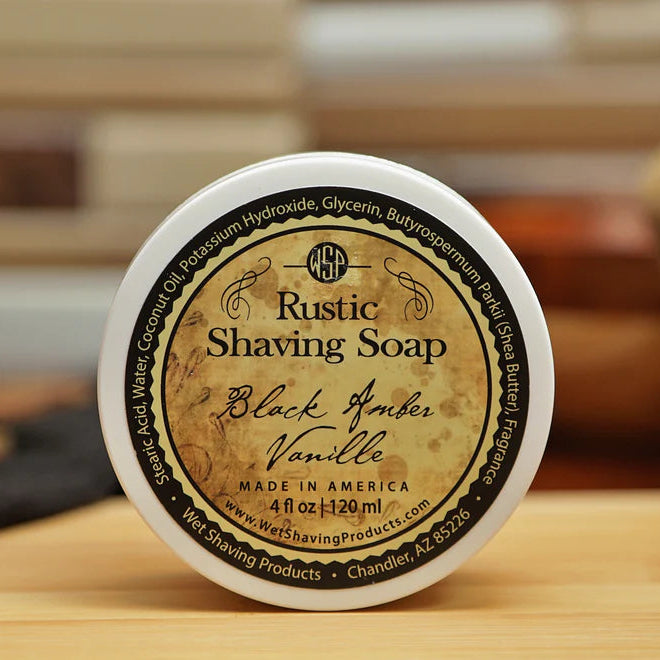 WSP
Rustic
Shaving Soap
Black Amber
Vanille
MADE IN AMERICA
4 fl oz | 120 ml
www.WetShavingProducts.com
Stearic Acid, Water, Coconut Oil, Potassium Hydroxide, Glycerin, Butyrospermum Parkii (Shea Butter), Fragrance
• Wet Shaving Products • Chandler, AZ 85226 •